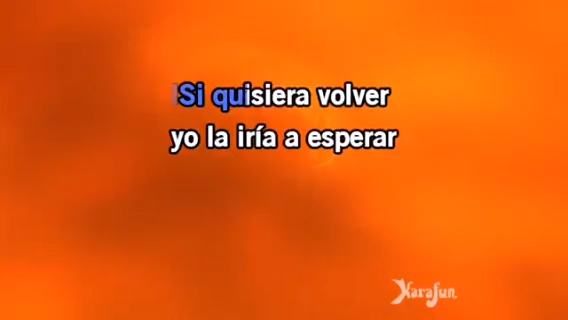 Si quisiera volver
yo la iría a esperar
KaraFun